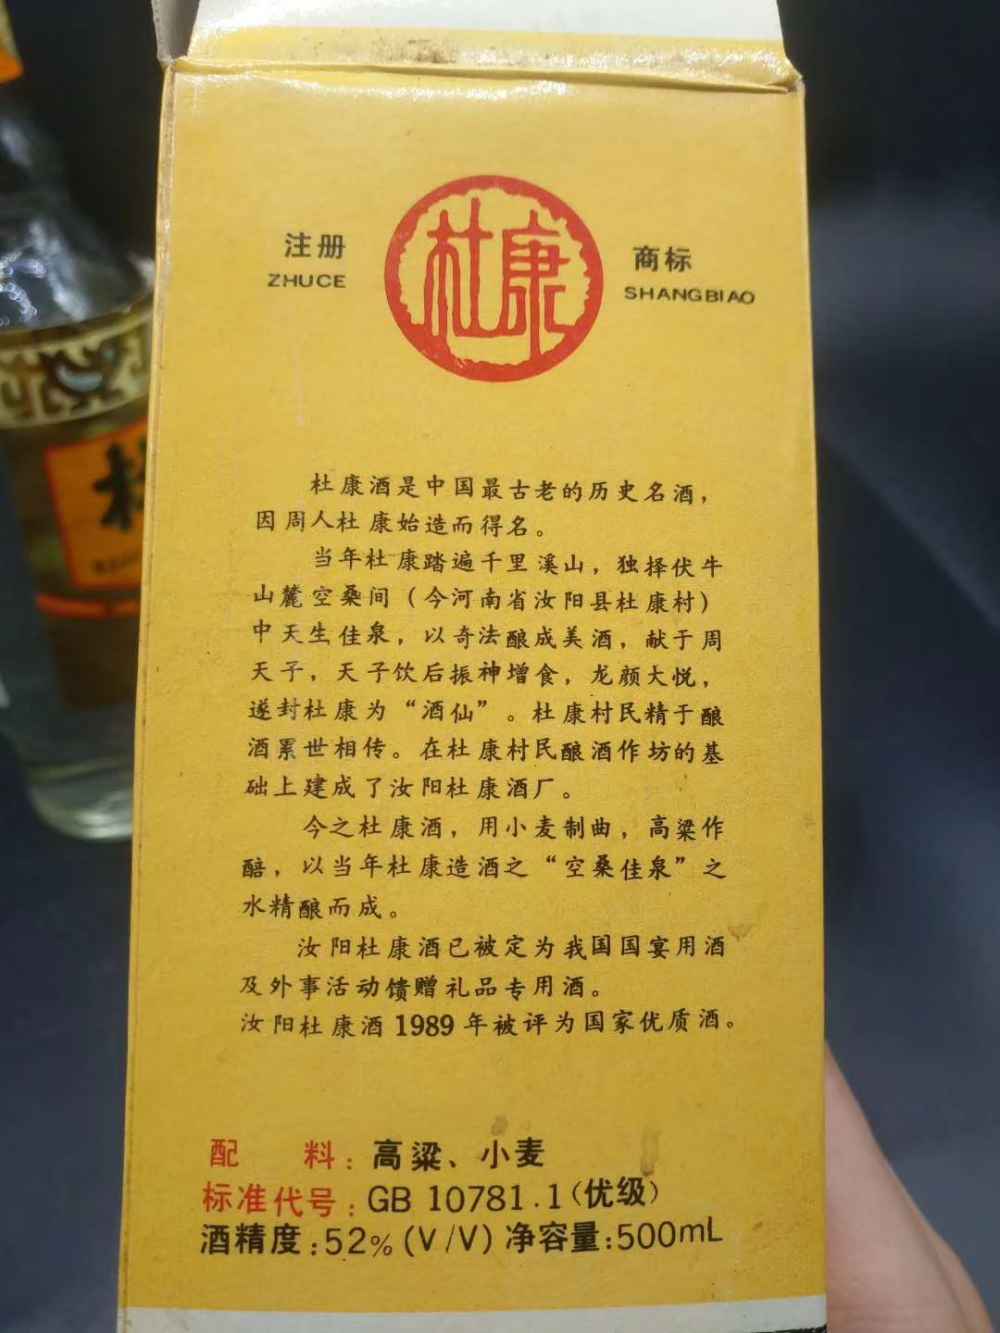 注册
ZHUCE
杜康
商标
SHANGBIAO
杜康酒是中国最古老的历史名酒，
因周人杜康始造而得名。
当年杜康踏遍千里溪山，独择伏牛
山麓空桑间（今河南省汝阳县杜康村）
中天生佳泉，以奇法酿成美酒，献于周
天子，天子饮后振神增食，龙颜大悦，
遂封杜康为“酒仙”。杜康村民精于酿
酒累世相传。在杜康村民酿酒作坊的基
础上建成了汝阳杜康酒厂。
今之杜康酒，用小麦制曲，高粱作
醅，以当年杜康造酒之“空桑佳泉”之
水精酿而成。
汝阳杜康酒已被定为我国国宴用酒
及外事活动馈赠礼品专用酒。
汝阳杜康酒1989年被评为国家优质酒。
配 料：高粱、小麦
标准代号：GB 10781.1(优级)
酒精度：52%(V/V) 净容量：500mL